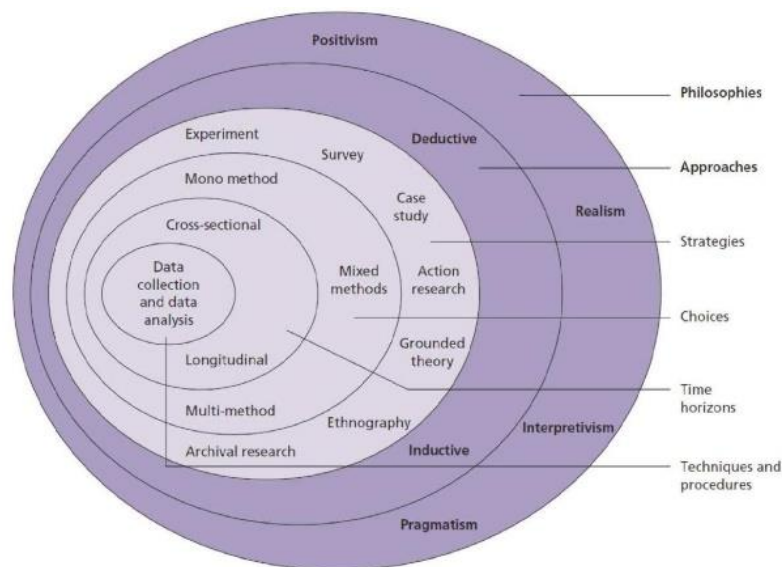 Positivism
Philosophies
Experiment
Deductive
Survey
Approaches
Mono method
Case
study
Realism
Cross-sectional
Strategies
Data
collection
and data
analysis
Mixed
methods
Action
research
Choices
Grounded
theory
Longitudinal
Time
horizons
Multi-method
Ethnography
Interpretivism
Archival research
Inductive
Techniques and
procedures
Pragmatism